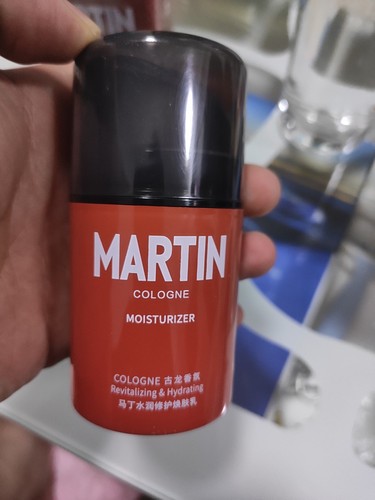 MARTIN
MARTIN
COLOGNE
MOISTURIZER
COLOGNE 古龙香氛
Revitalizing & Hydrating
马丁水润修护焕肤乳